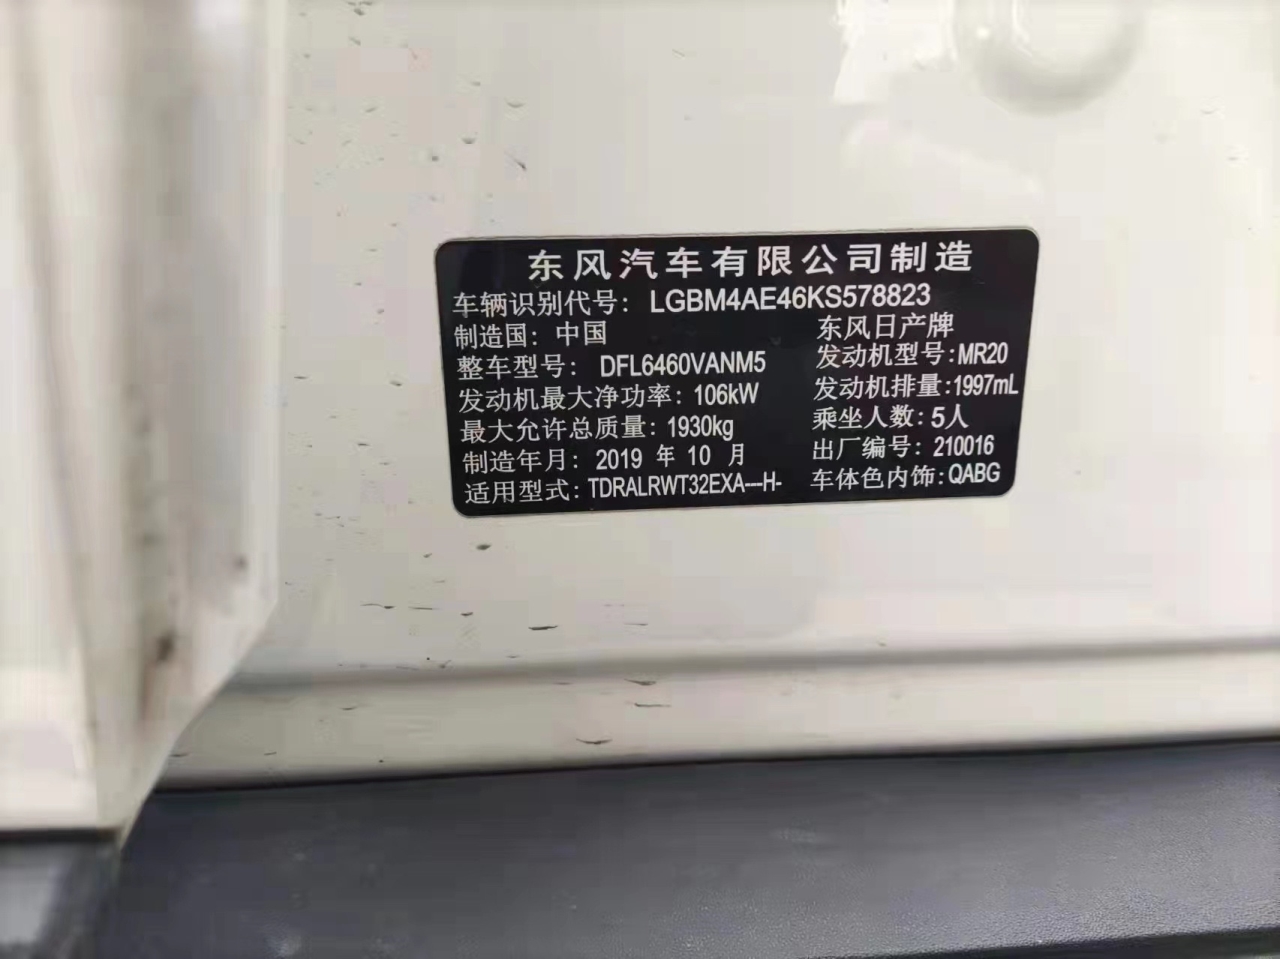 东风汽车有限公司制造
车辆识别代号: LGBM4AE46KS578823
制造国: 中国 东风日产牌
整车型号: DFL6460VANM5 发动机型号:MR20
发动机最大净功率: 106kW 发动机排量:1997mL
最大允许总质量: 1930kg 乘坐人数: 5人
制造年月: 2019 年 10 月 出厂编号: 210016
适用型式: TDRALRWT32EXA---H- 车体色内饰:QABG